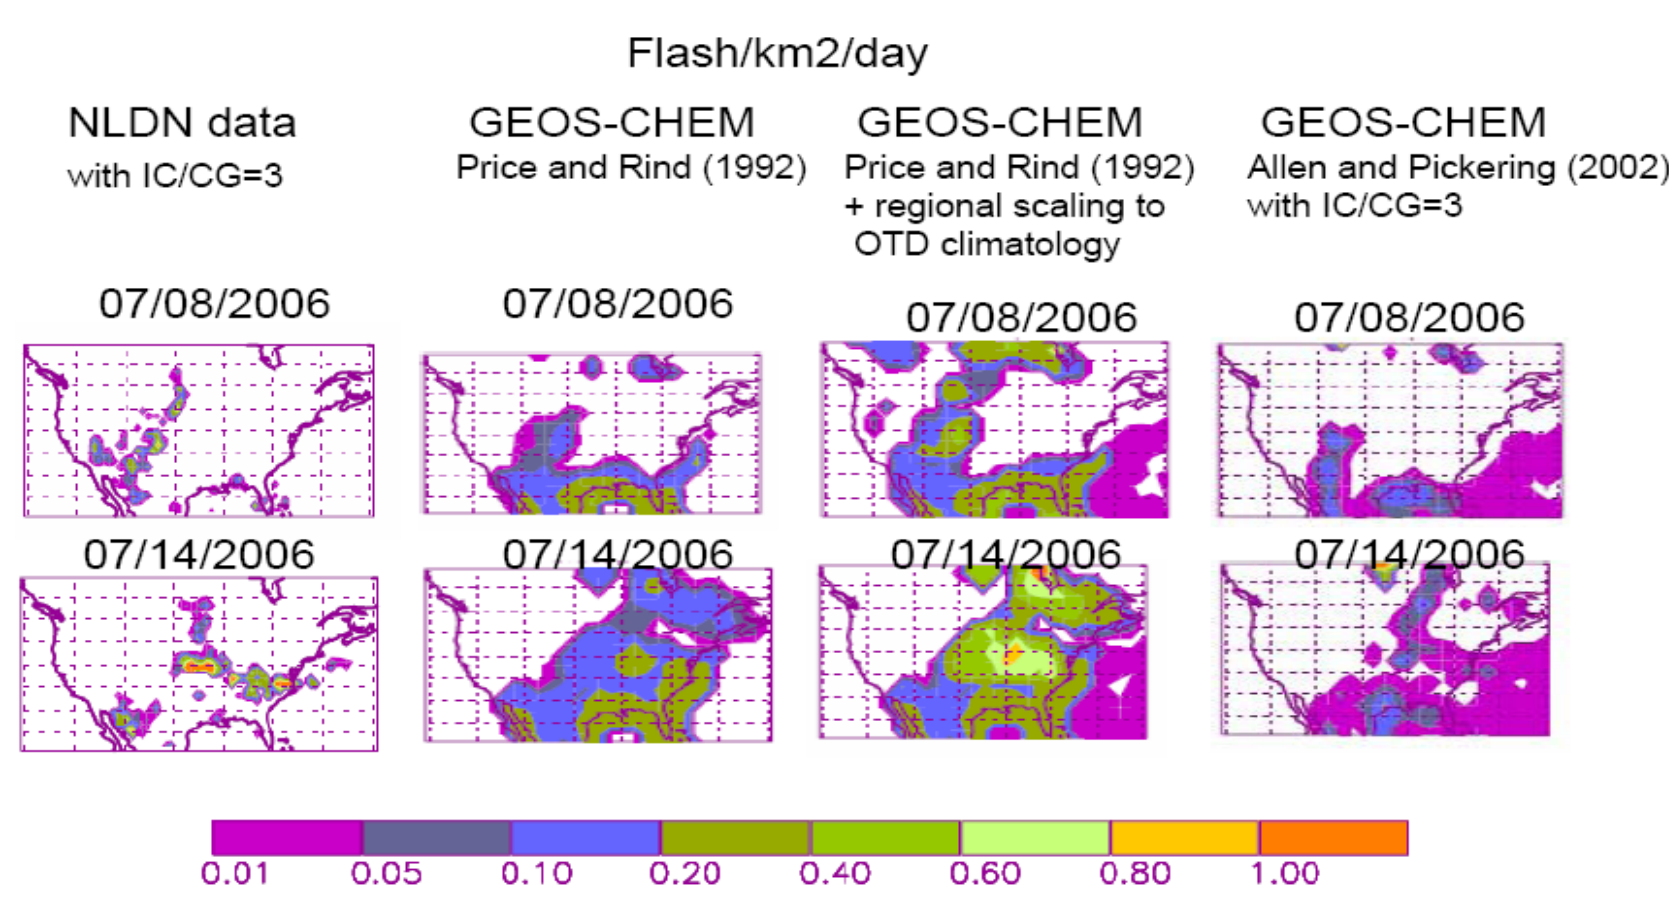 Flash/km2/day
NLDN data
with IC/CG=3
GEOS-CHEM
Price and Rind (1992)
GEOS-CHEM
Price and Rind (1992)
+ regional scaling to
OTD climatology
GEOS-CHEM
Allen and Pickering (2002)
with IC/CG=3
07/08/2006
07/08/2006
07/08/2006
07/08/2006
07/14/2006
07/14/2006
07/14/2006
07/14/2006
0.01 0.05 0.10 0.20 0.40 0.60 0.80 1.00